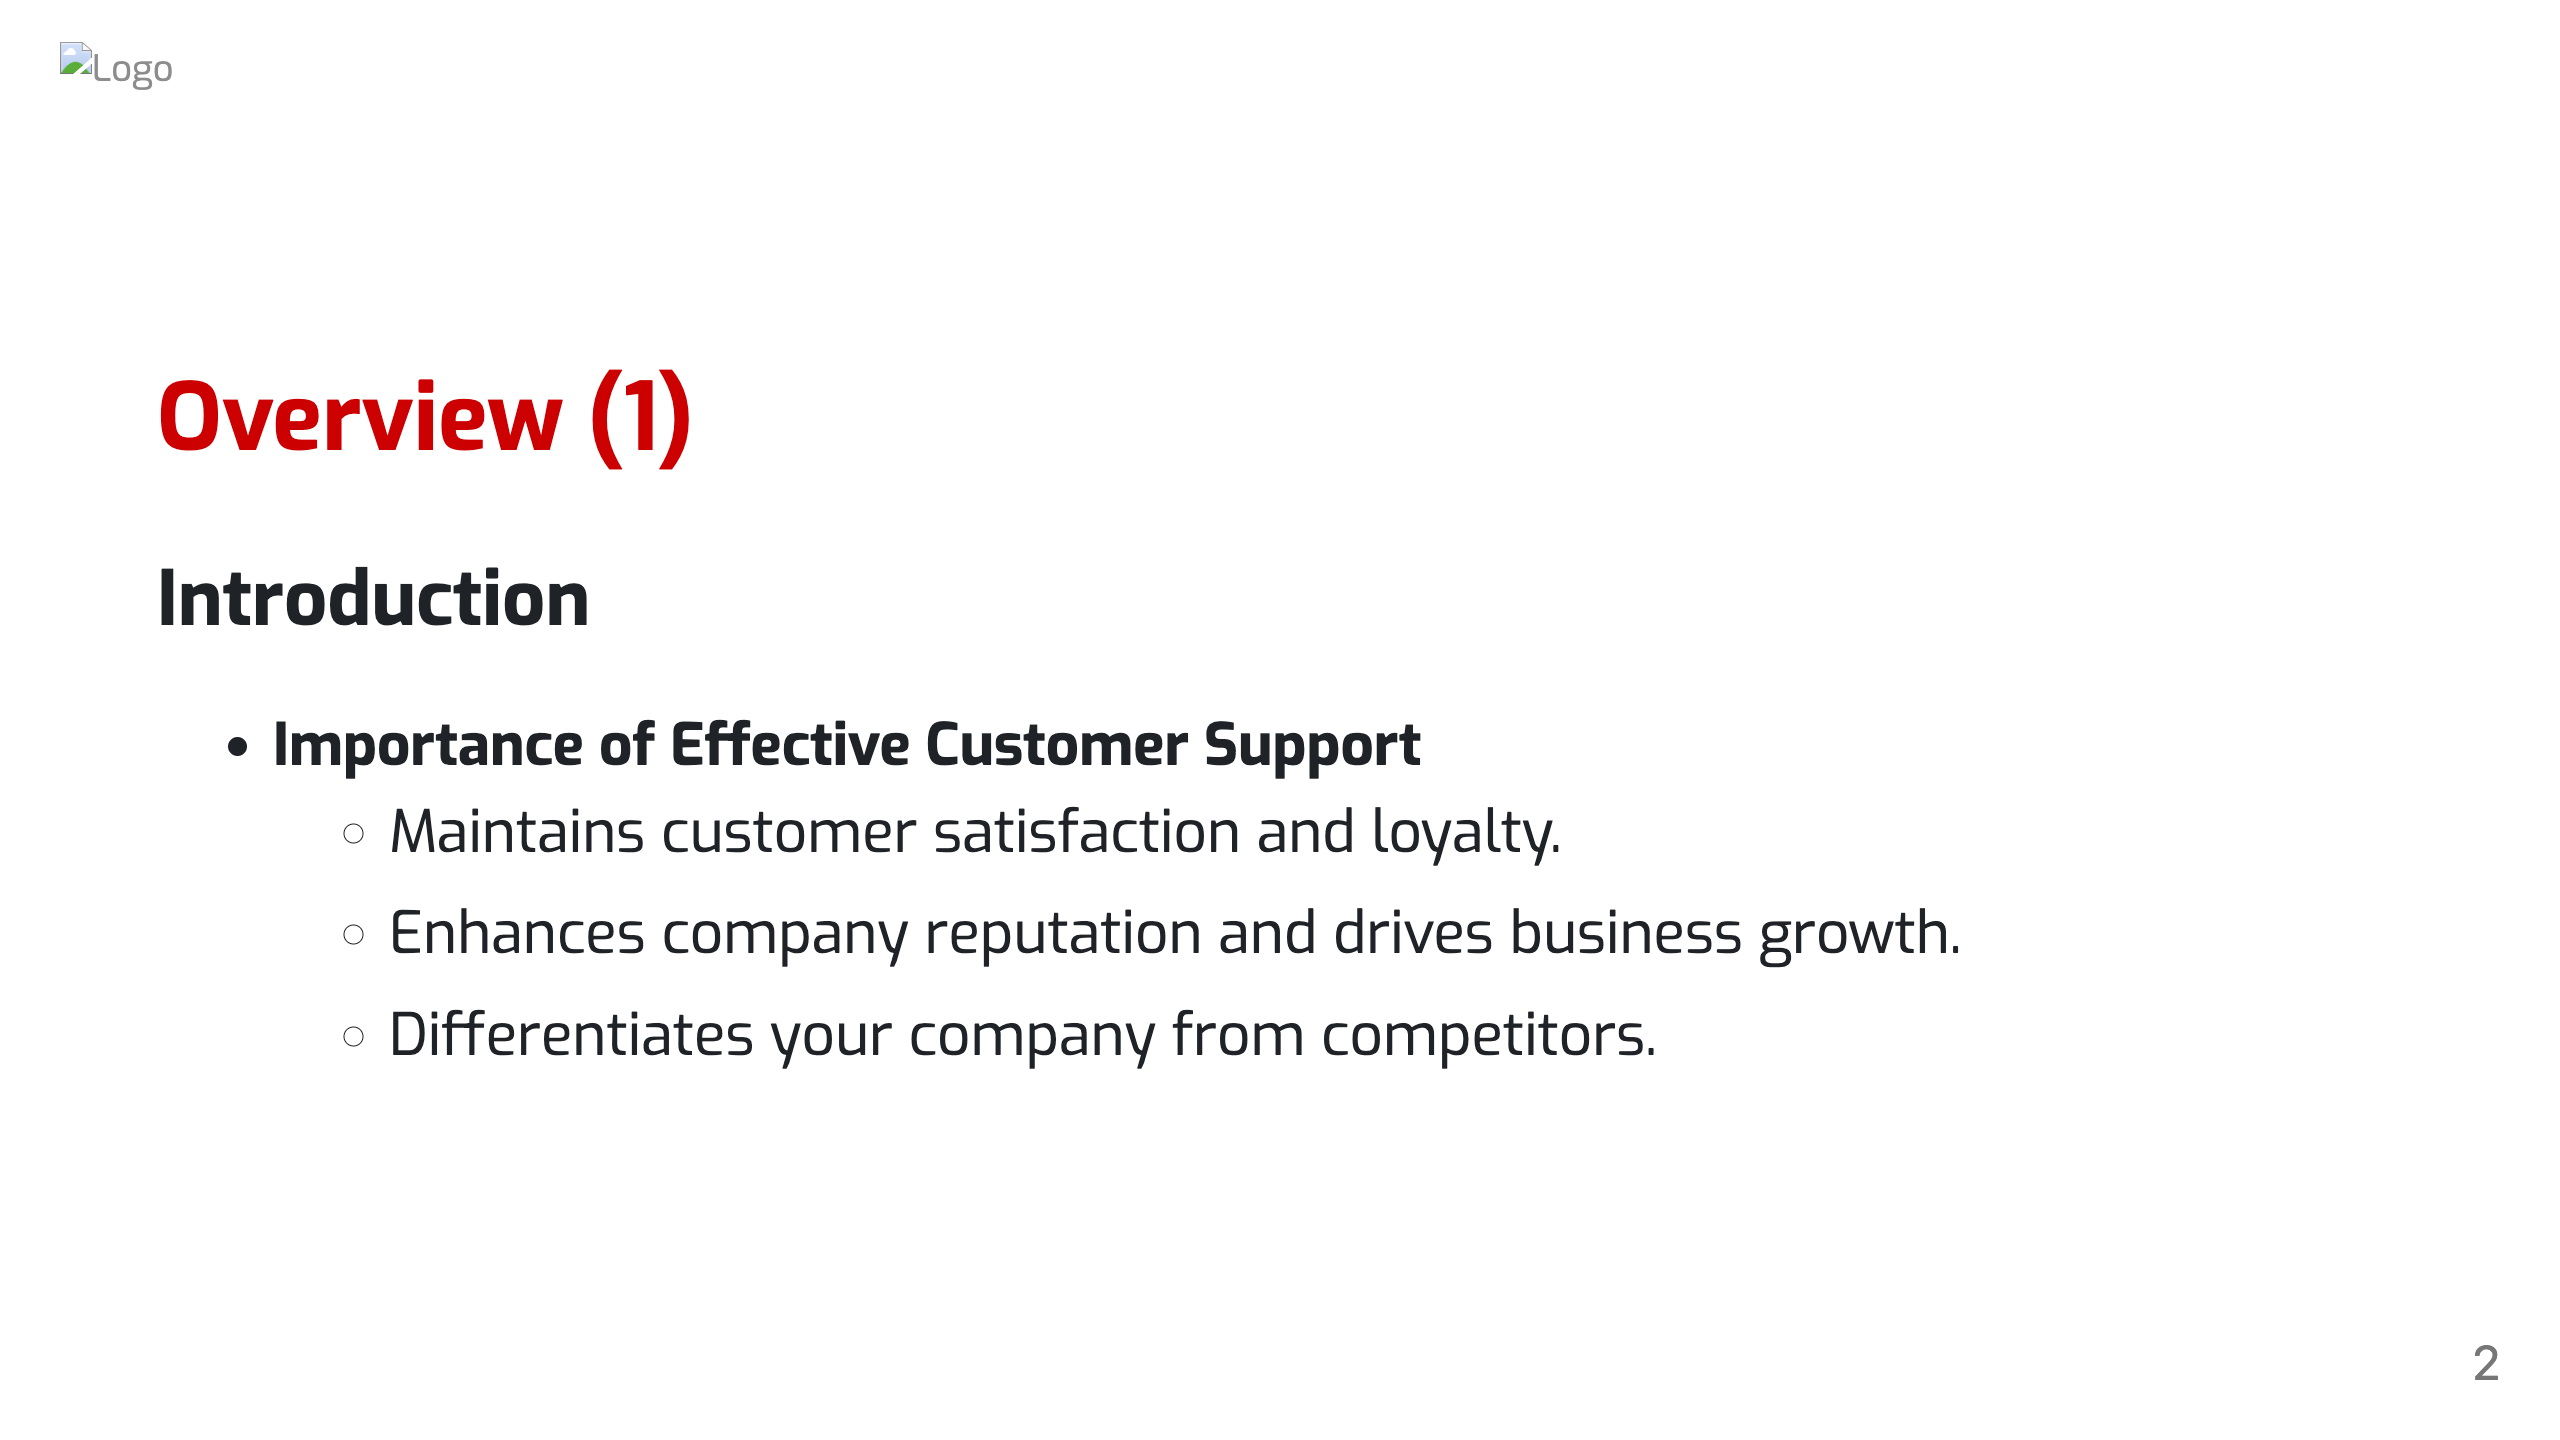 Logo
Overview (1)
Introduction
Importance of Effective Customer Support
Maintains customer satisfaction and loyalty.
Enhances company reputation and drives business growth.
Differentiates your company from competitors.
2